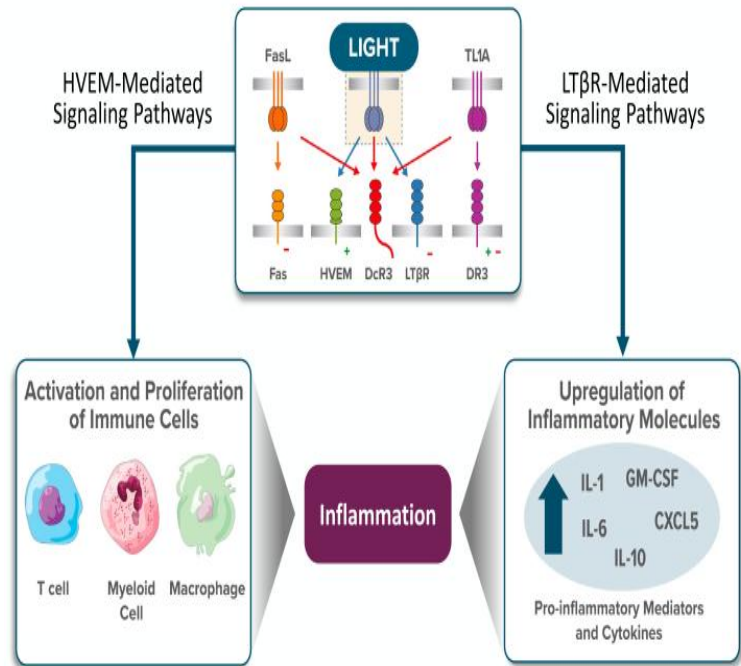 LIGHT
FasL
TL1A
HVEM-Mediated
Signaling Pathways
LTβR-Mediated
Signaling Pathways
- + - + -
Fas HVEM DcR3 LTβR DR3
Activation and Proliferation
of Immune Cells
T cell
Myeloid
Cell
Macrophage
Inflammation
Upregulation of
Inflammatory Molecules
IL-1 GM-CSF
IL-6 CXCL5
IL-10
Pro-inflammatory Mediators
and Cytokines